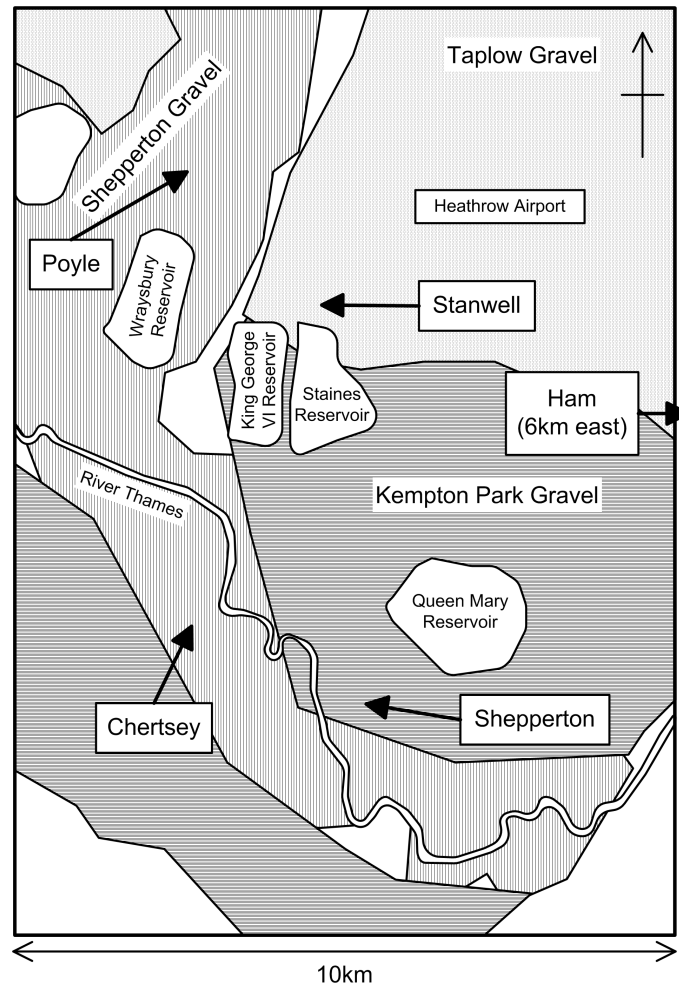 Taplow Gravel
Shepperton Gravel
Heathrow Airport
Poyle
Wraysbury
Reservoir
Stanwell
King George
VI Reservoir
Staines
Reservoir
Ham
(6km east)
River Thames
Kempton Park Gravel
Queen Mary
Reservoir
Chertsey
Shepperton
10km